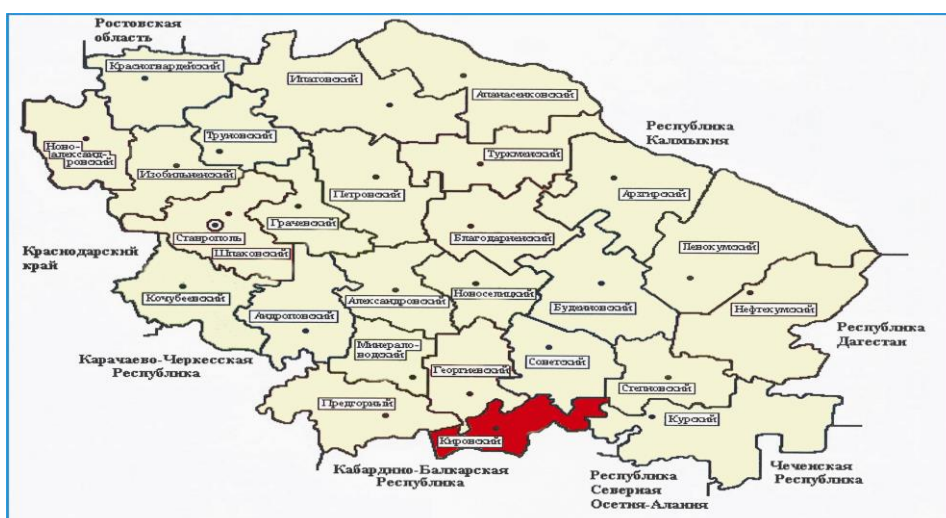 Ростовская
область
Красногвардейский
Ипатовский
Апанасенковский
Республика
Калмыкия
Ново-
александ-
ровский
Труновский
Туркменский
Изобильненский
Петровский
Арзгирский
Грачевский
Ставрополь
Шпаковский
Благодарненский
Левокумский
Краснодарский
край
Кочубеевский
Александровский
Новоселицкий
Буденновский
Нефтекумский
Андроповский
Республика
Дагестан
Минерало-
водский
Советский
Карачаево-Черкесская
Республика
Георгиевский
Степновский
Предгорный
Курский
Кировский
Кабардино-Балкарская
Республика
Республика
Северная
Осетия-Алания
Чеченская
Республика